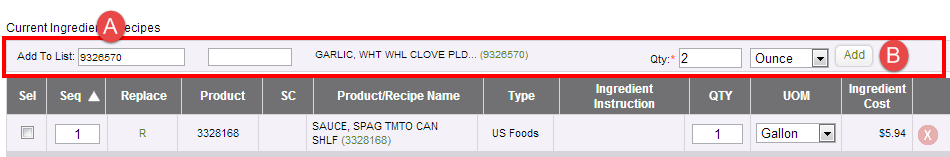 Current Ingredie Recipes
A
Add To List: 9326570 GARLIC, WHT WHL CLOVE PLD... (9326570) Qty:* 2 Ounce Add B
Sel Seq ▲ Replace Product SC Product/Recipe Name Type Ingredient Instruction QTY UOM Ingredient Cost
1 R 3328168 SAUCE, SPAG TMTO CAN SHLF (3328168) US Foods 1 Gallon $5.94 X